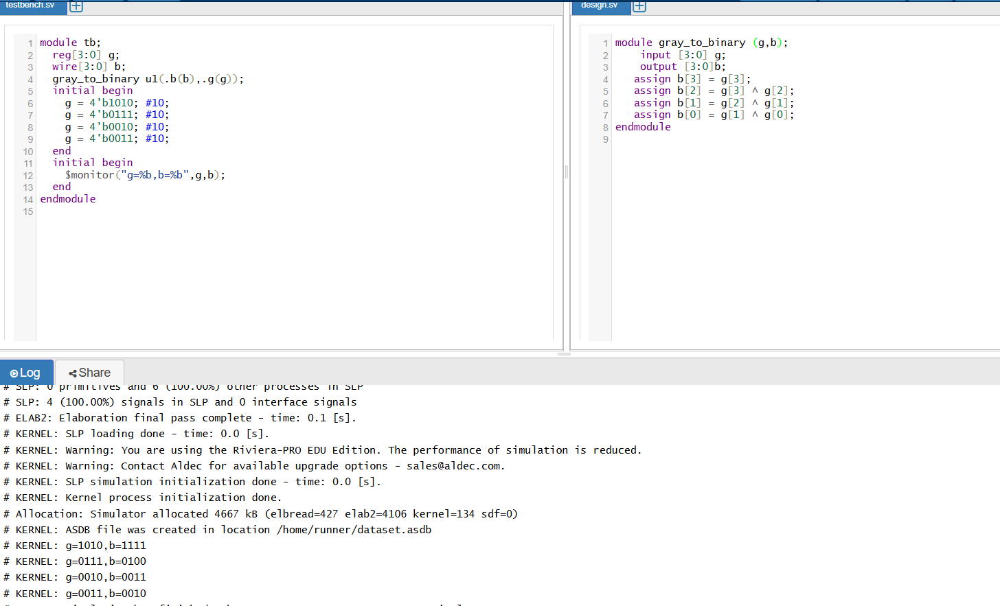 testbench.sv
1 module tb;
2 reg[3:0] g;
3 wire[3:0] b;
4 gray_to_binary u1(.b(b),.g(g));
5 initial begin
6 g = 4'b1010; #10;
7 g = 4'b0111; #10;
8 g = 4'b0010; #10;
9 g = 4'b0011; #10;
10 end
11 initial begin
12 $monitor("g=%b,b=%b",g,b);
13 end
14 endmodule
15
design.sv
1 module gray_to_binary (g,b);
2 input [3:0] g;
3 output [3:0]b;
4 assign b[3] = g[3];
5 assign b[2] = g[3] ^ g[2];
6 assign b[1] = g[2] ^ g[1];
7 assign b[0] = g[1] ^ g[0];
8 endmodule
9
Log Share
# SLP: 0 primitives and 6 (100.00%) other processes in SLP
# SLP: 4 (100.00%) signals in SLP and 0 interface signals
# ELAB2: Elaboration final pass complete - time: 0.1 [s].
# KERNEL: SLP loading done - time: 0.0 [s].
# KERNEL: Warning: You are using the Riviera-PRO EDU Edition. The performance of simulation is reduced.
# KERNEL: Warning: Contact Aldec for available upgrade options - sales@aldec.com.
# KERNEL: SLP simulation initialization done - time: 0.0 [s].
# KERNEL: Kernel process initialization done.
# Allocation: Simulator allocated 4667 kB (elbread=427 elab2=4106 kernel=134 sdf=0)
# KERNEL: ASDB file was created in location /home/runner/dataset.asdb
# KERNEL: g=1010,b=1111
# KERNEL: g=0111,b=0100
# KERNEL: g=0010,b=0011
# KERNEL: g=0011,b=0010